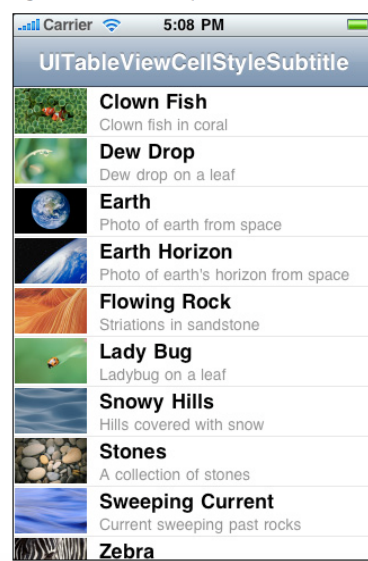 Carrier 5:08 PM
UITableViewCellStyleSubtitle
Clown Fish
Clown fish in coral
Dew Drop
Dew drop on a leaf
Earth
Photo of earth from space
Earth Horizon
Photo of earth's horizon from space
Flowing Rock
Striations in sandstone
Lady Bug
Ladybug on a leaf
Snowy Hills
Hills covered with snow
Stones
A collection of stones
Sweeping Current
Current sweeping past rocks
Zebra